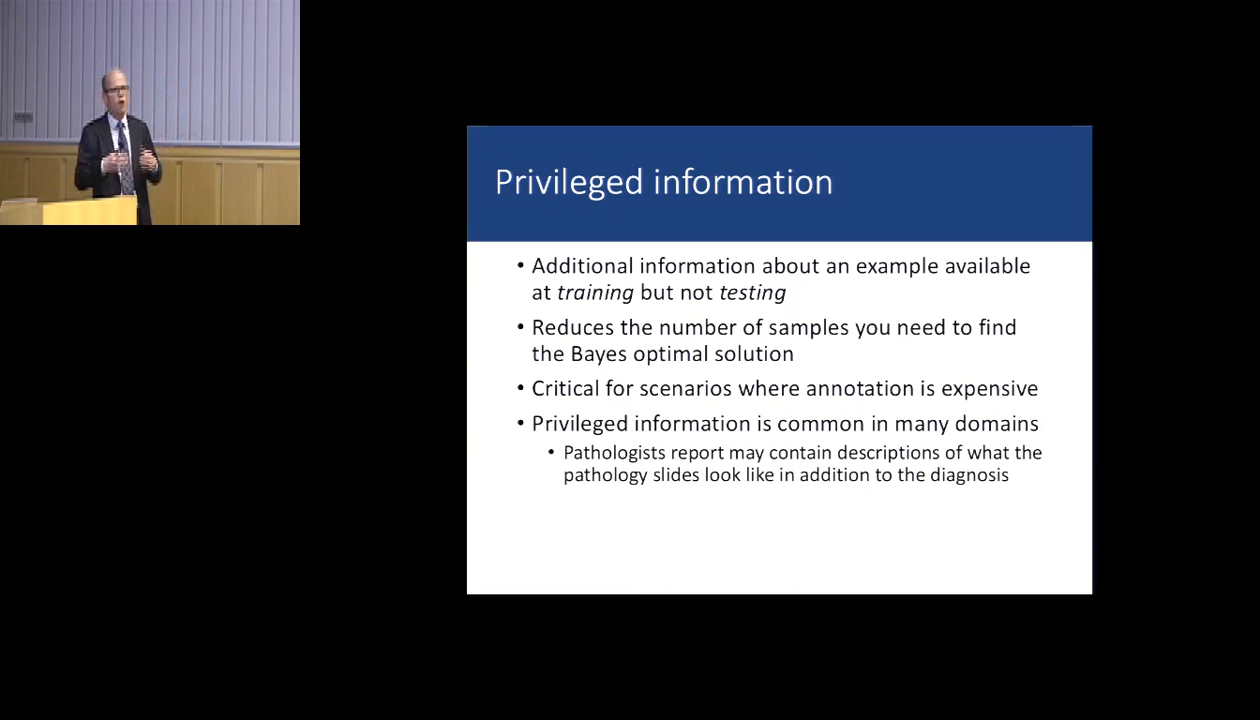 Privileged information
• Additional information about an example available
at training but not testing
• Reduces the number of samples you need to find
the Bayes optimal solution
• Critical for scenarios where annotation is expensive
• Privileged information is common in many domains
• Pathologists report may contain descriptions of what the
pathology slides look like in addition to the diagnosis